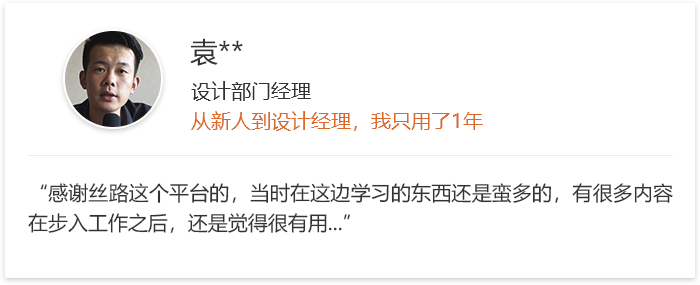 袁**
设计部门经理
从新人到设计经理，我只用了1年
“感谢丝路这个平台的，当时在这边学习的东西还是蛮多的，有很多内容
在步入工作之后，还是觉得很有用...”